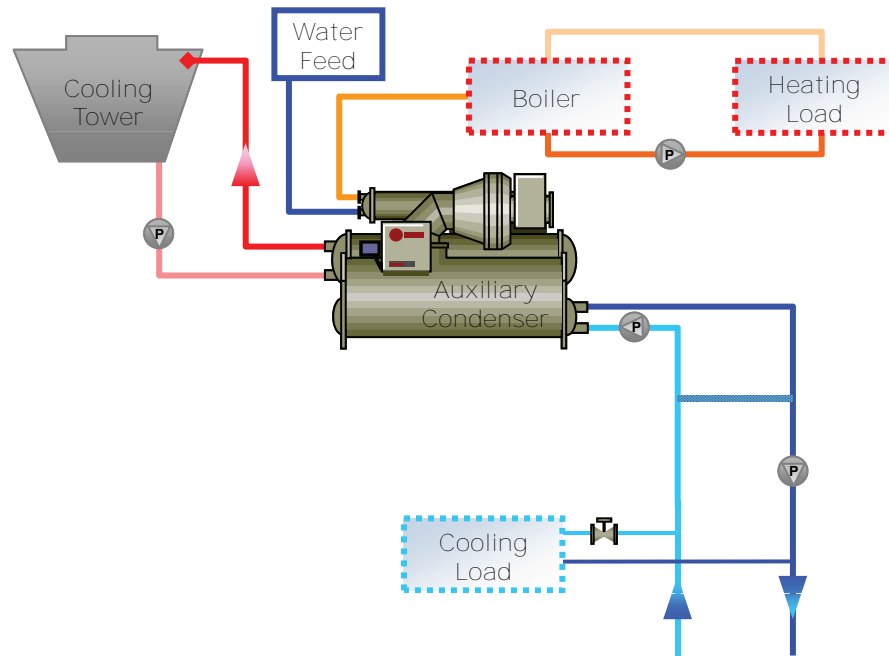 Water
Feed
Cooling
Tower
Boiler
Heating
Load
P
P
Auxiliary
Condenser
P
P
Cooling
Load